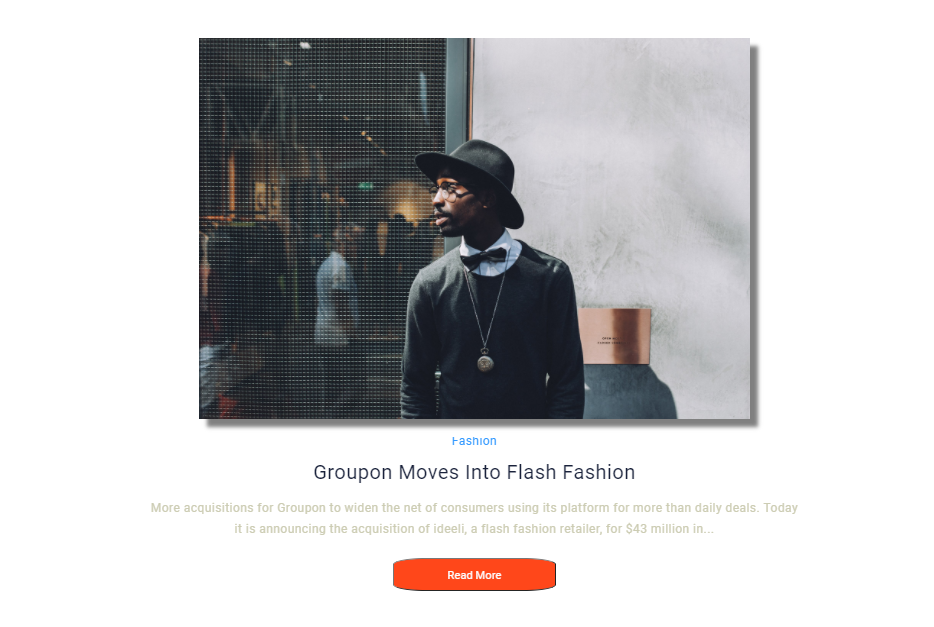 Fashion
Groupon Moves Into Flash Fashion
More acquisitions for Groupon to widen the net of consumers using its platform for more than daily deals. Today
it is announcing the acquisition of ideeli, a flash fashion retailer, for $43 million in...
Read More